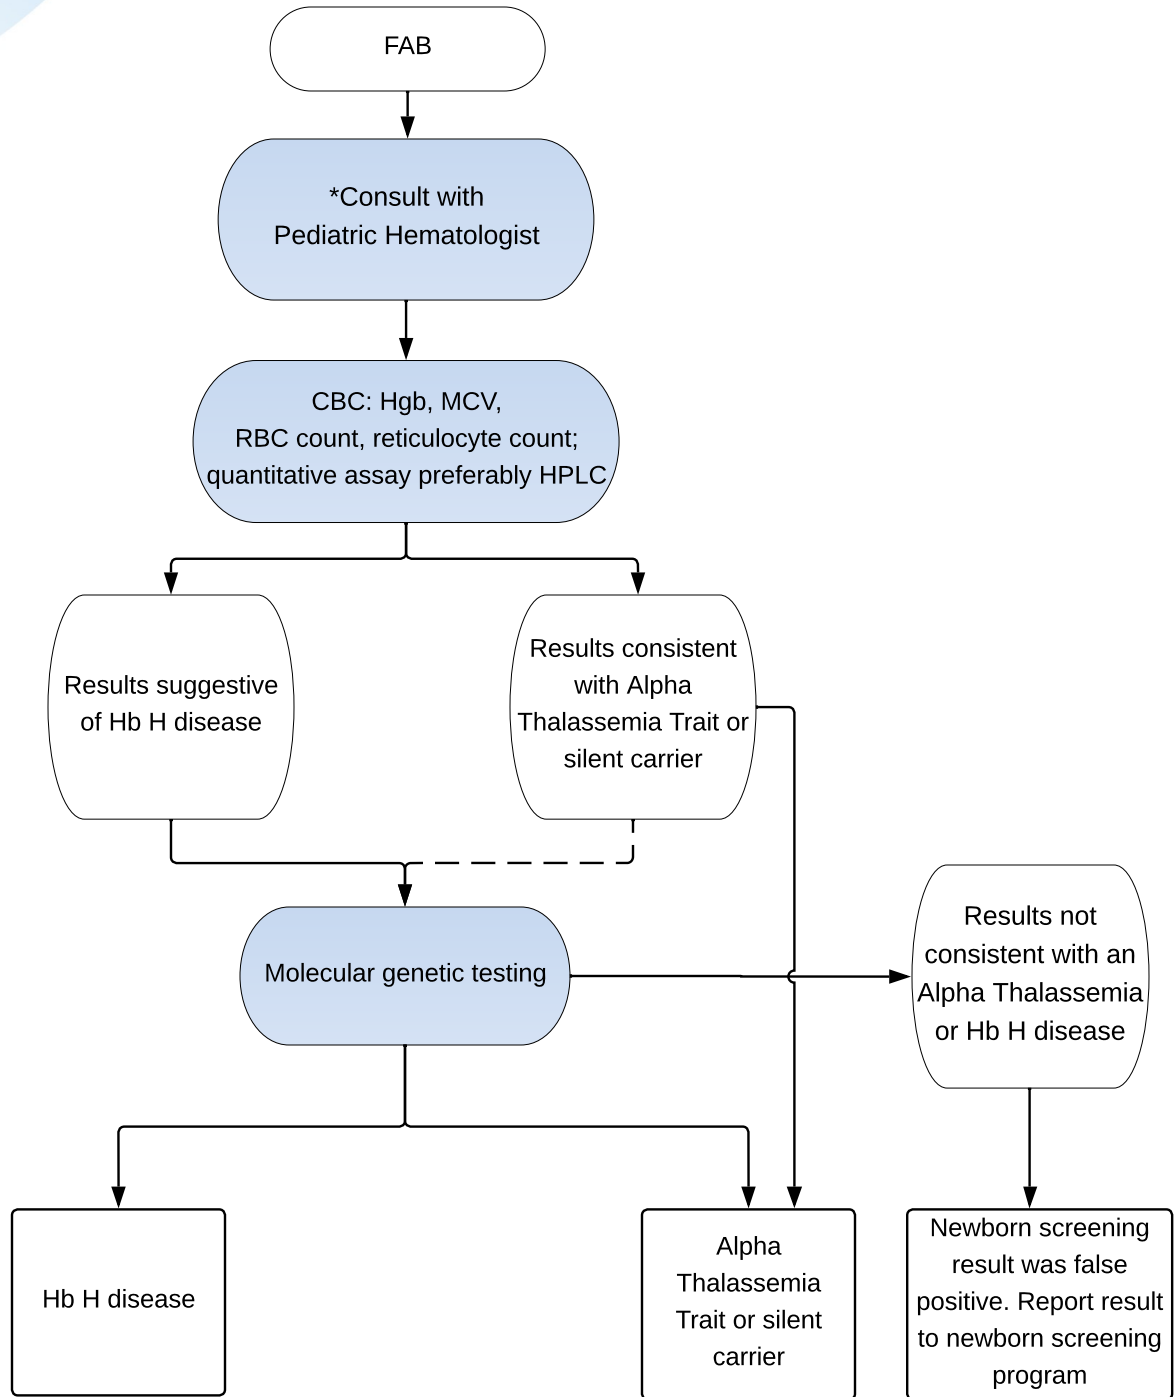 FAB
*Consult with
Pediatric Hematologist
CBC: Hgb, MCV,
RBC count, reticulocyte count;
quantitative assay preferably HPLC
Results suggestive
of Hb H disease
Results consistent
with Alpha
Thalassemia Trait or
silent carrier
Molecular genetic testing
Results not
consistent with an
Alpha Thalassemia
or Hb H disease
Hb H disease
Alpha
Thalassemia
Trait or silent
carrier
Newborn screening
result was false
positive. Report result
to newborn screening
program